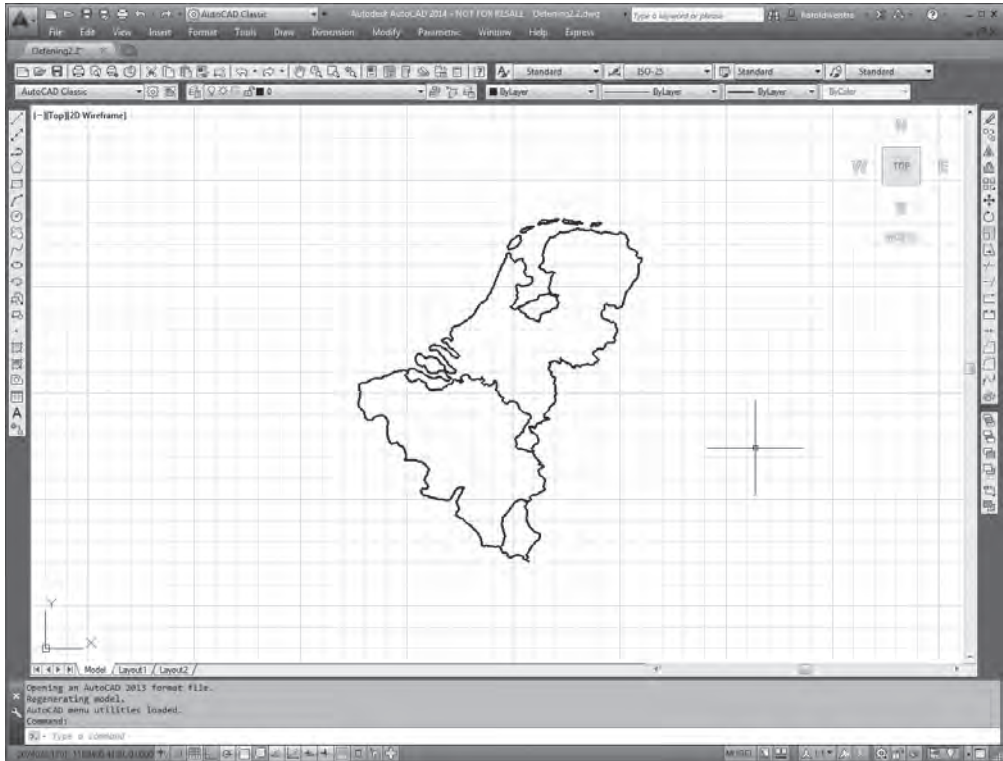 AutoCAD Classic Autodesk AutoCAD 2014 - NOT FOR RESALE Oefening2.2.dwg Type a keyword or phrase
File Edit View Insert Format Tools Draw Dimension Modify Parametric Window Help Express
Oefening2.2*
Standard ISO-25 Standard Standard
AutoCAD Classic 0 ByLayer ByLayer ByLayer ByColor
[-][Top][2D Wireframe]
N
W TOP E
Y
X
Model Layout1 Layout2
Opening an AutoCAD 2013 format file.
Regenerating model.
AutoCAD menu utilities loaded.
Command:
Type a command
MODEL 1:1